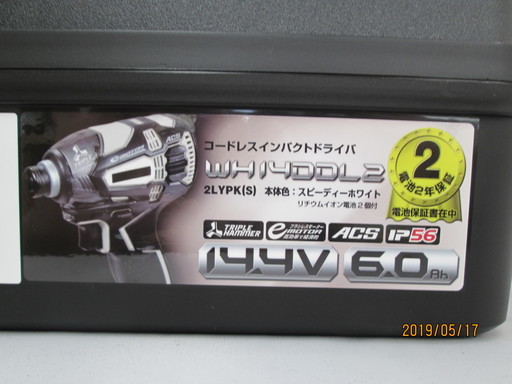 コードレスインパクトドライバ
WH14DDL2
2LYPK(S) 本体色:スピーディーホワイト
リチウムイオン電池2個付
2
電池2年保証
電池保証書在中
TRIPLE HAMMER
ACS
IP56
14.4V 6.0Ah
2019/05/17